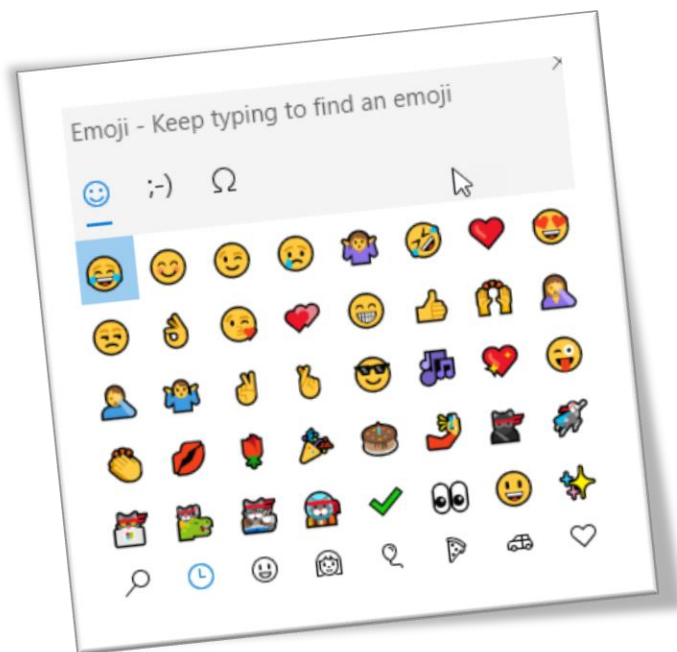 Emoji - Keep typing to find an emoji
;-) Ω